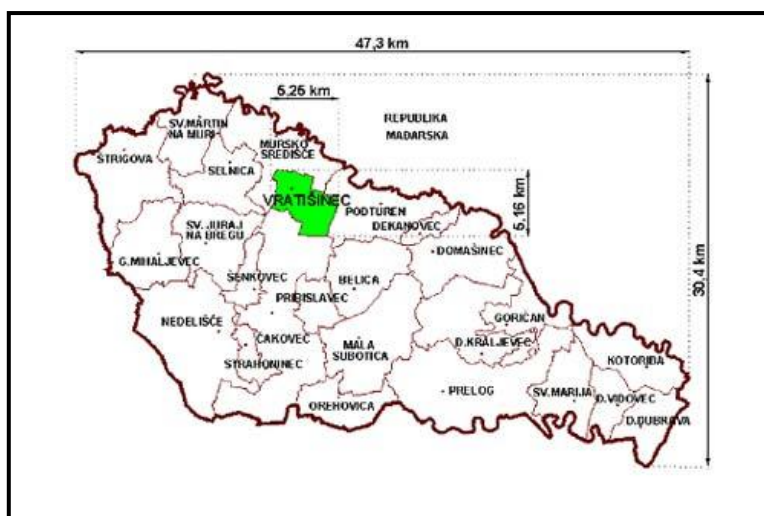 47,3 km
5,25 km
REPUBLIKA
MAĐARSKA
SV.MARTIN
NA MURI
MURSKO
SREDIŠĆE
ŠTRIGOVA
SELNICA
VRATIŠINEC
5,16 km
30,4 km
PODTUREN
DEKANOVEC
SV. JURAJ
NA BREGU
DOMAŠINEC
G.MIHALJEVEC
ŠENKOVEC
BELICA
PRIBISLAVEC
NEDELIŠĆE
GORIČAN
ČAKOVEC
MALA
SUBOTICA
D.KRALJEVEC
STRAHONINEC
KOTORIBA
PRELOG
SV.MARIJA
D.VIDOVEC
OREHOVICA
D.DUBRAVA